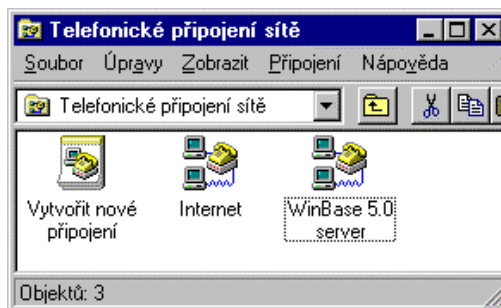 Telefonické připojení sítě
Soubor Úpravy Zobrazit Připojení Nápověda
Telefonické připojení sítě
Vytvořit nové
připojení
Internet
WinBase 5.0
server
Objektů: 3